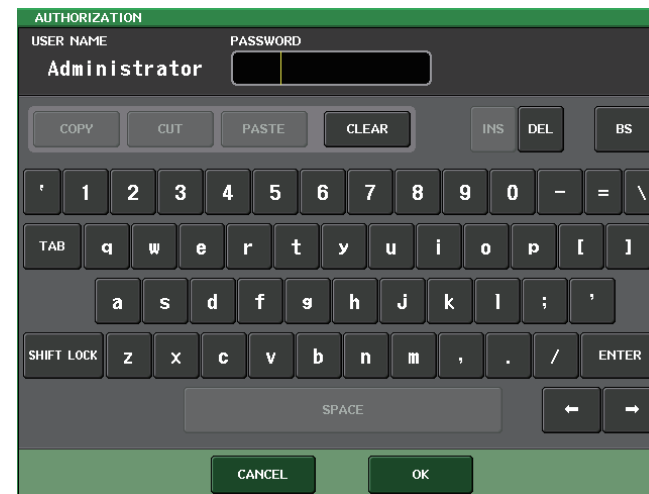 AUTHORIZATION
USER NAME PASSWORD
Administrator
COPY CUT PASTE CLEAR INS DEL BS
' 1 2 3 4 5 6 7 8 9 0 - = \
TAB q w e r t y u i o p [ ]
a s d f g h j k l ; '
SHIFT LOCK z x c v b n m , . / ENTER
SPACE ← →
CANCEL OK